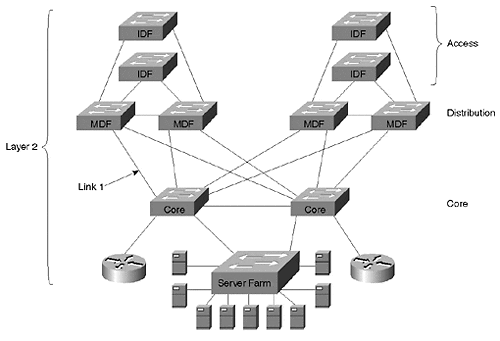 IDF
IDF
Access
IDF
IDF
MDF
MDF
MDF
MDF
Distribution
Layer 2
Link 1
Core
Core
Core
Server Farm